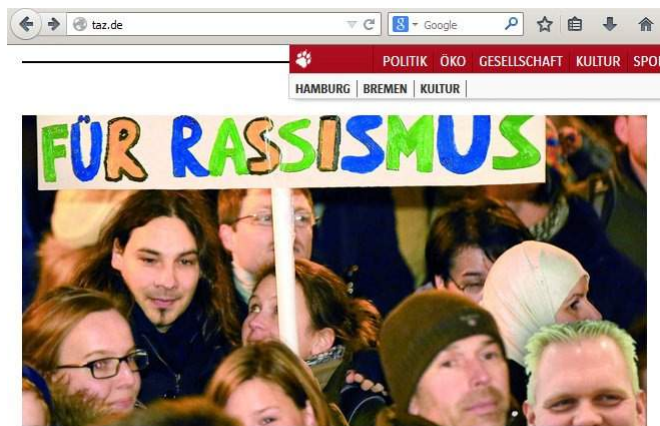 taz.de
Google
POLITIK ÖKO GESELLSCHAFT KULTUR SPO
HAMBURG | BREMEN | KULTUR |
FÜR RASSISMUS